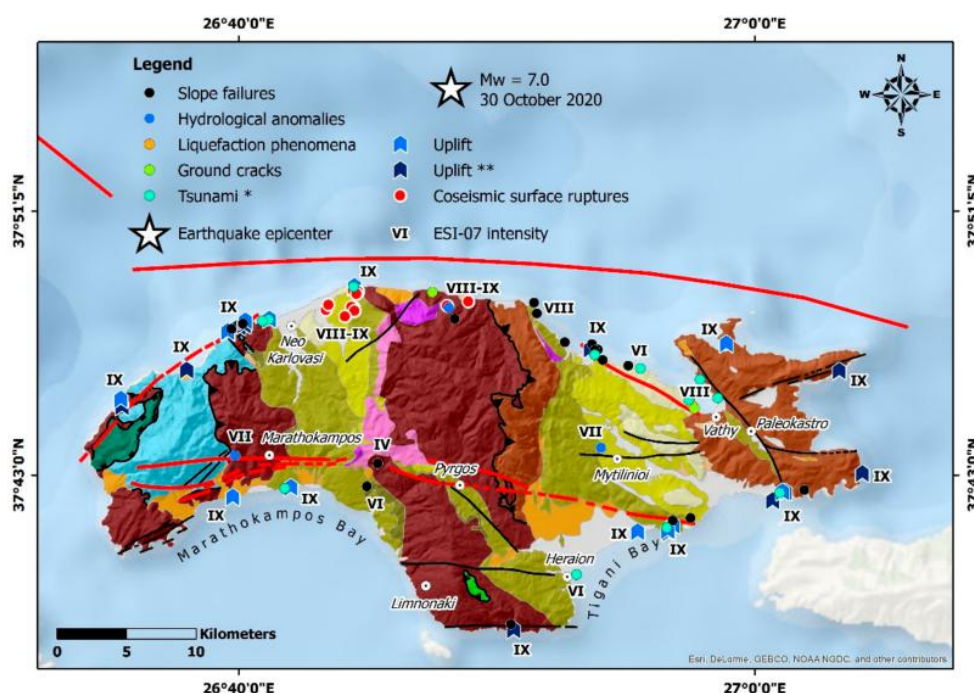 26°40'0"E
27°0'0"E
Legend
Slope failures
Hydrological anomalies
Liquefaction phenomena
Ground cracks
Tsunami *
Earthquake epicenter
Mw = 7.0
30 October 2020
Uplift
Uplift **
Coseismic surface ruptures
VI ESI-07 intensity
N
W E
S
37°51'5"N
37°51'5"N
IX
VIII-IX
IX
VIII-IX
VIII
IX
IX
Neo
Karlovasi
VI
IX
IX
IX
VIII
Vathy
Paleokastro
VII
Marathokampos
IV
VII
Mytilinioi
Pyrgos
37°43'0"N
37°43'0"N
IX
IX
IX
VI
IX
Marathokampos Bay
IX
IX
Tigani Bay
Heraion
VI
Limnonaki
IX
0 5 10
Kilometers
Esri, DeLorme, GEBCO, NOAA NGDC, and other contributors
26°40'0"E
27°0'0"E